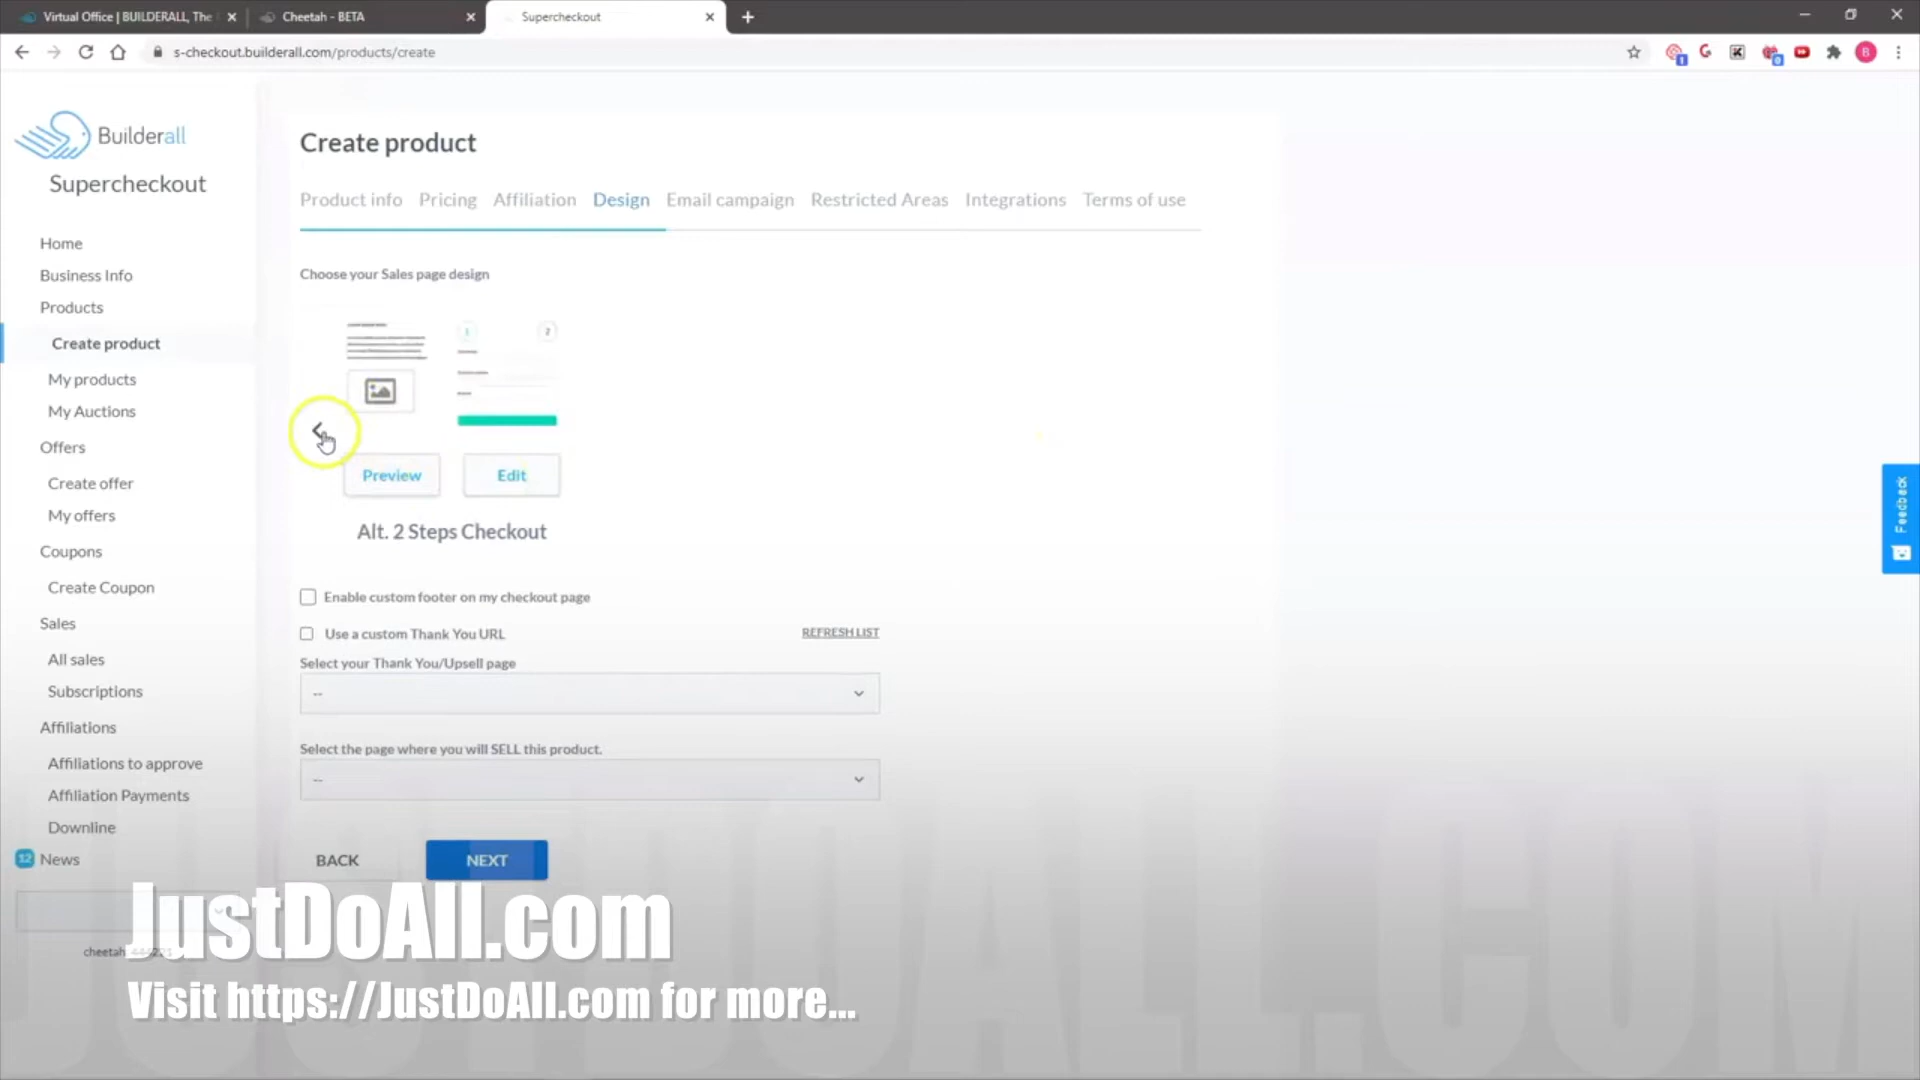 Virtual Office | BUILDERALL, The
Cheetah - BETA
Supercheckout
s-checkout.builderall.com/products/create
B
Builderall
Supercheckout
Home
Business Info
Products
Create product
My products
My Auctions
Offers
Create offer
My offers
Coupons
Create Coupon
Sales
All sales
Subscriptions
Affiliations
Affiliations to approve
Affiliation Payments
Downline
12 News
cheetah
Create product
Product info Pricing Affiliation Design Email campaign Restricted Areas Integrations Terms of use
Choose your Sales page design
1 2
Preview Edit
Alt. 2 Steps Checkout
Enable custom footer on my checkout page
Use a custom Thank You URL REFRESH LIST
Select your Thank You/Upsell page
--
Select the page where you will SELL this product.
--
BACK NEXT
Feedback
JustDoAll.com
Visit https://JustDoAll.com for more...
JUSTDOALL.COM